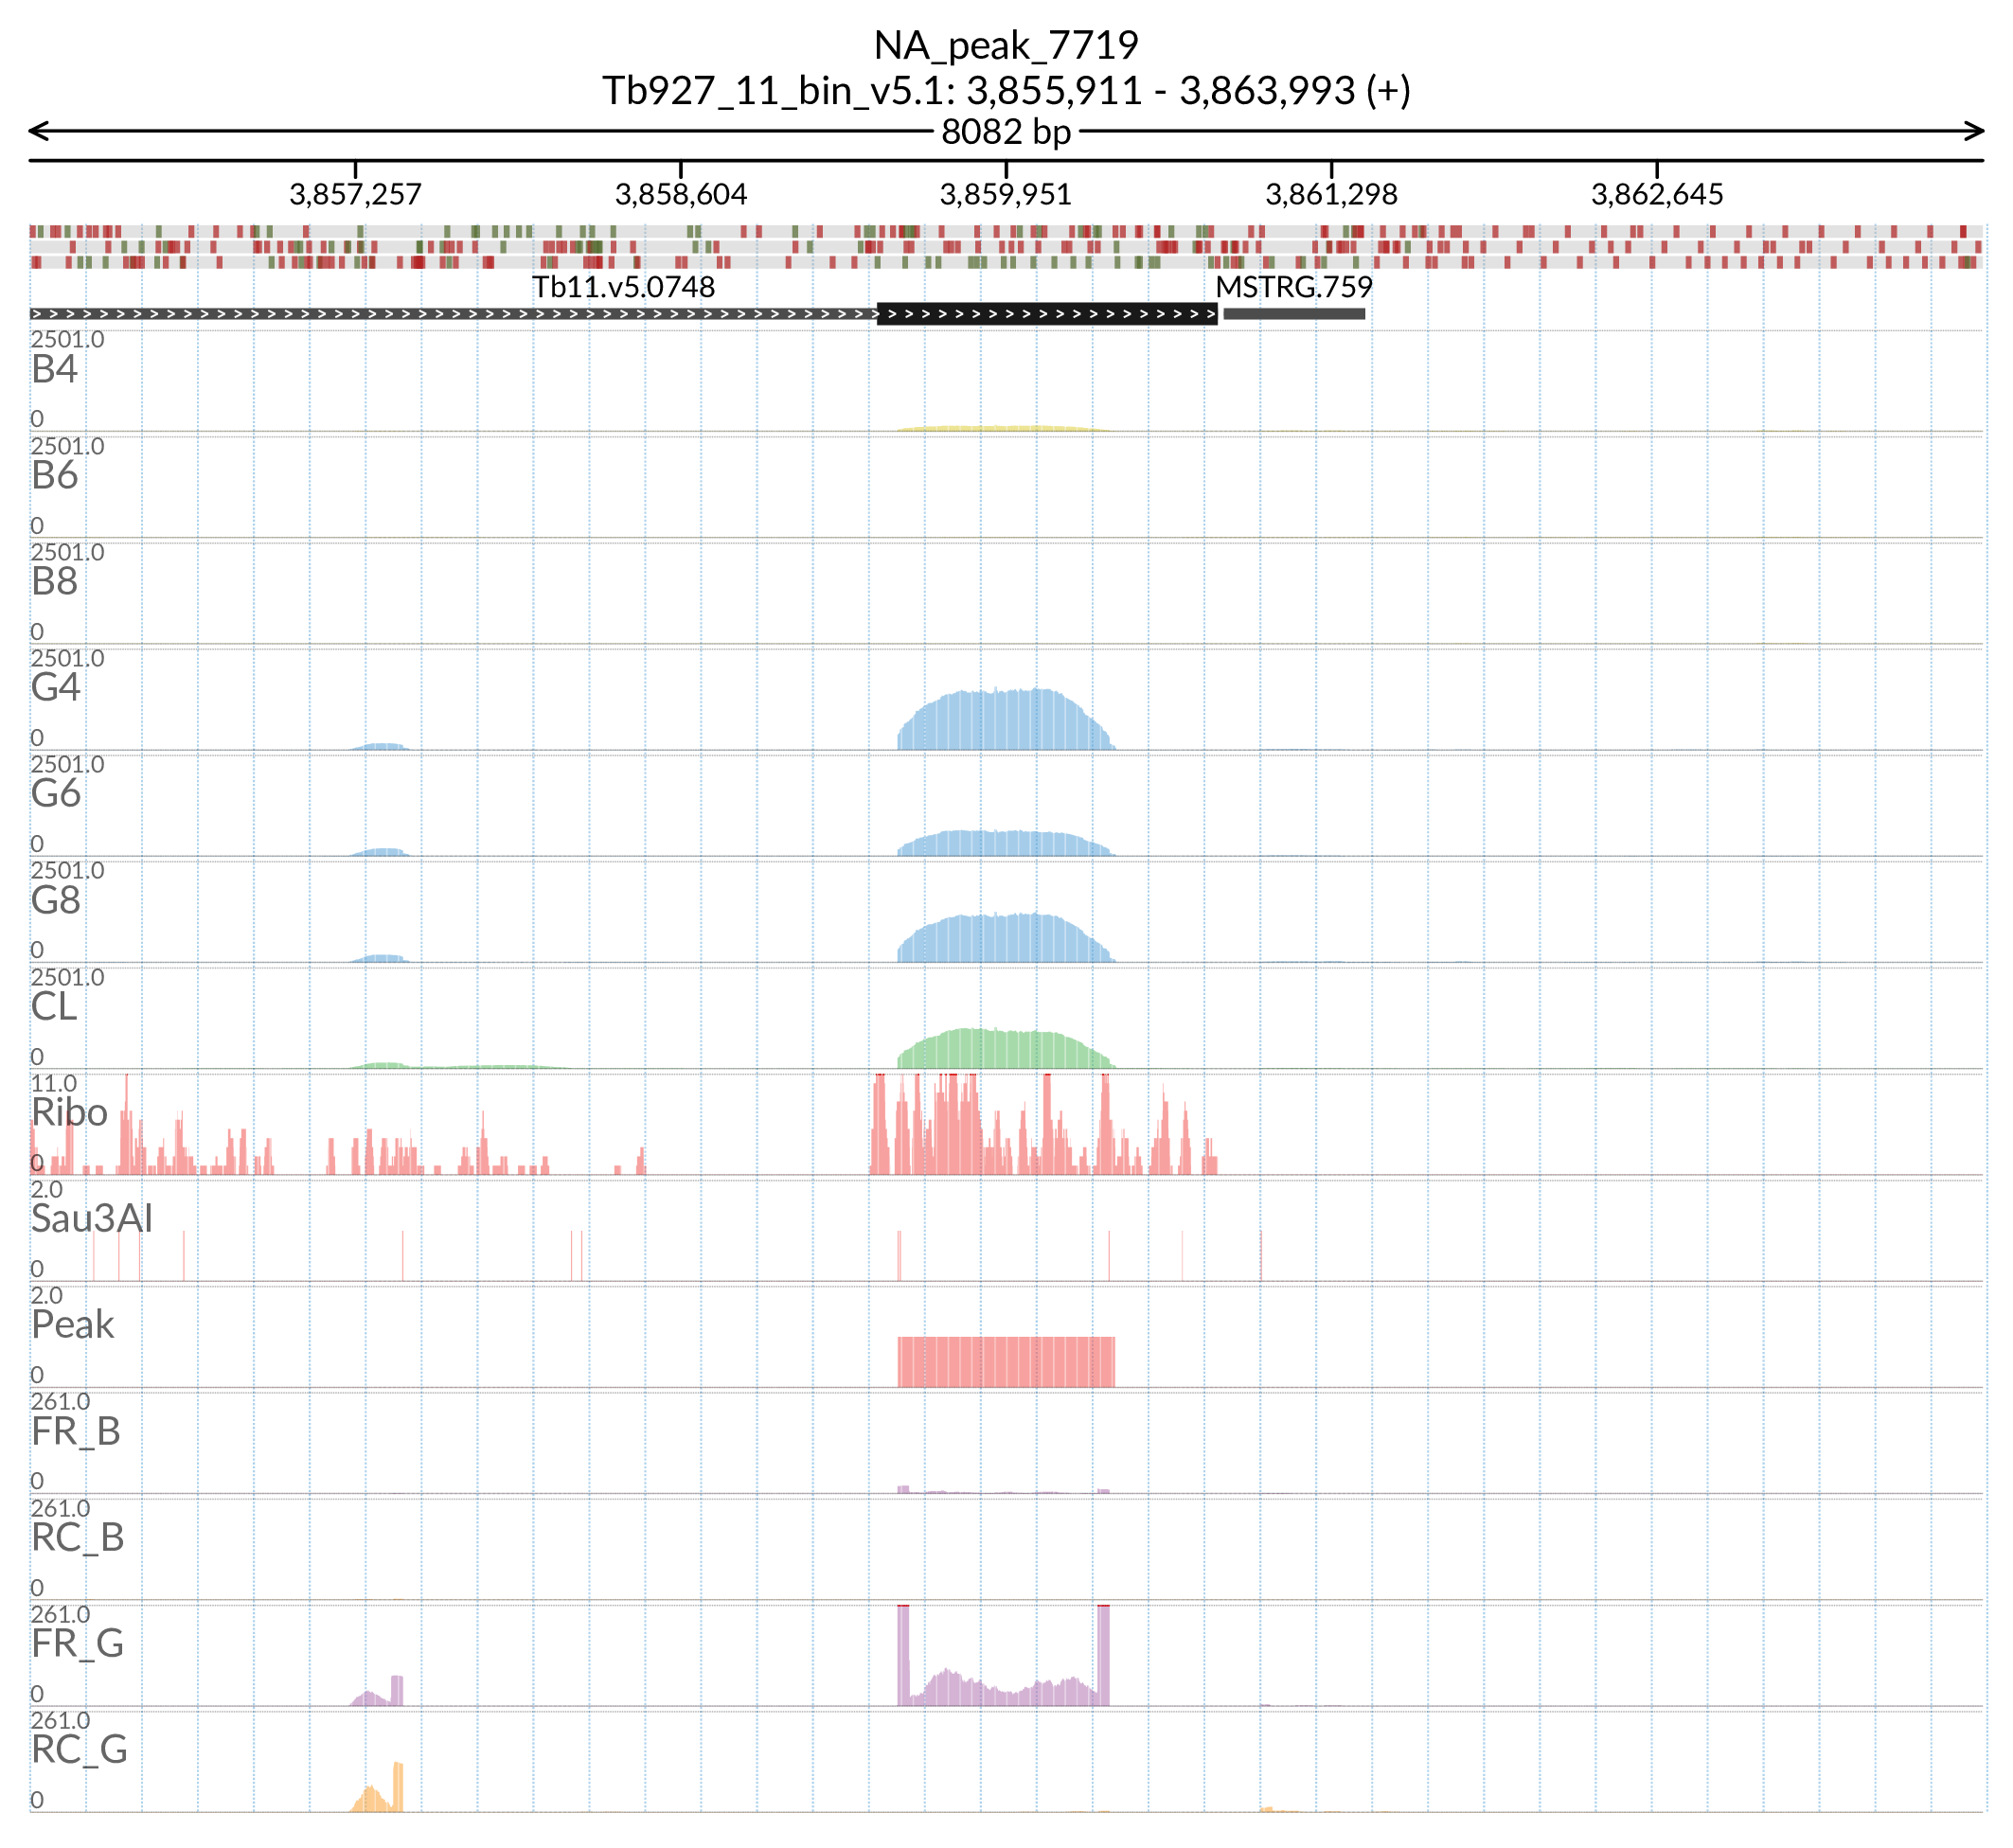 NA_peak_7719
Tb927_11_bin_v5.1: 3,855,911 - 3,863,993 (+)
8082 bp
3,857,257 3,858,604 3,859,951 3,861,298 3,862,645
Tb11.v5.0748 MSTRG.759
2501.0
B4
0
2501.0
B6
0
2501.0
B8
0
2501.0
G4
0
2501.0
G6
0
2501.0
G8
0
2501.0
CL
0
11.0
Ribo
0
2.0
Sau3AI
0
2.0
Peak
0
261.0
FR_B
0
261.0
RC_B
0
261.0
FR_G
0
261.0
RC_G
0